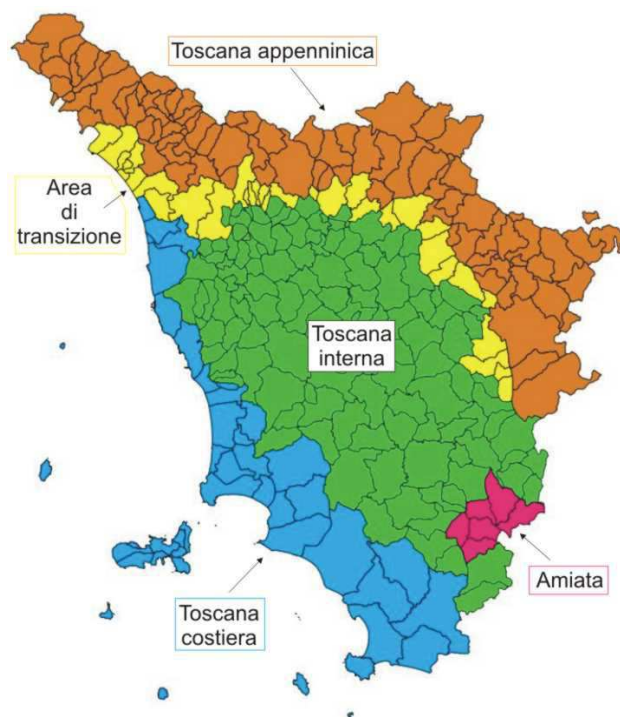 Toscana appenninica
Area
di
transizione
Toscana
interna
Amiata
Toscana
costiera